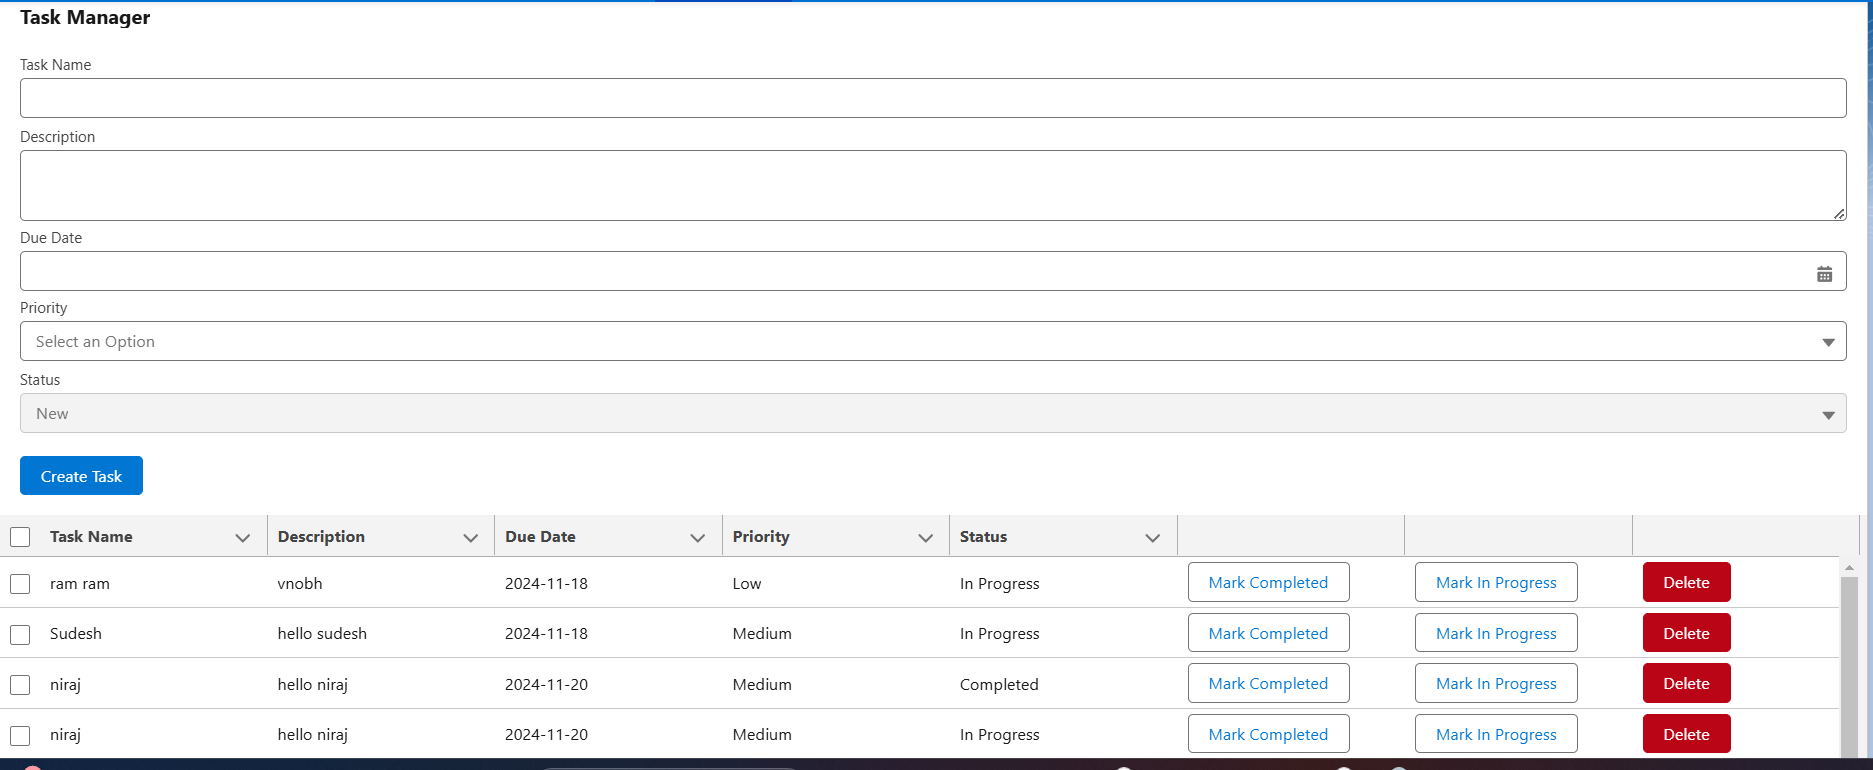 Task Manager
Task Name
Description
Due Date
Priority
Select an Option
Status
New
Create Task
Task Name Description Due Date Priority Status
ram ram vnobh 2024-11-18 Low In Progress Mark Completed Mark In Progress Delete
Sudesh hello sudesh 2024-11-18 Medium In Progress Mark Completed Mark In Progress Delete
niraj hello niraj 2024-11-20 Medium Completed Mark Completed Mark In Progress Delete
niraj hello niraj 2024-11-20 Medium In Progress Mark Completed Mark In Progress Delete